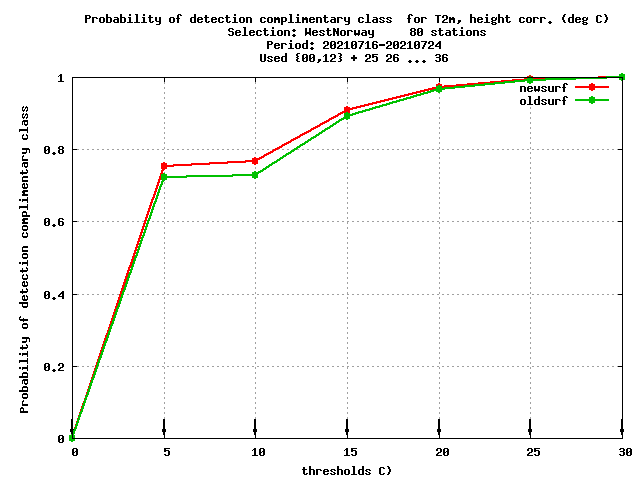 Probability of detection complimentary class  for T2m, height corr. (deg C)
Selection: WestNorway     80 stations
Period: 20210716-20210724
Used {00,12} + 25 26 ... 36
1
newsurf
oldsurf
0.8
0.6
0.4
0.2
0
Probability of detection complimentary class
0 5 10 15 20 25 30
thresholds C)